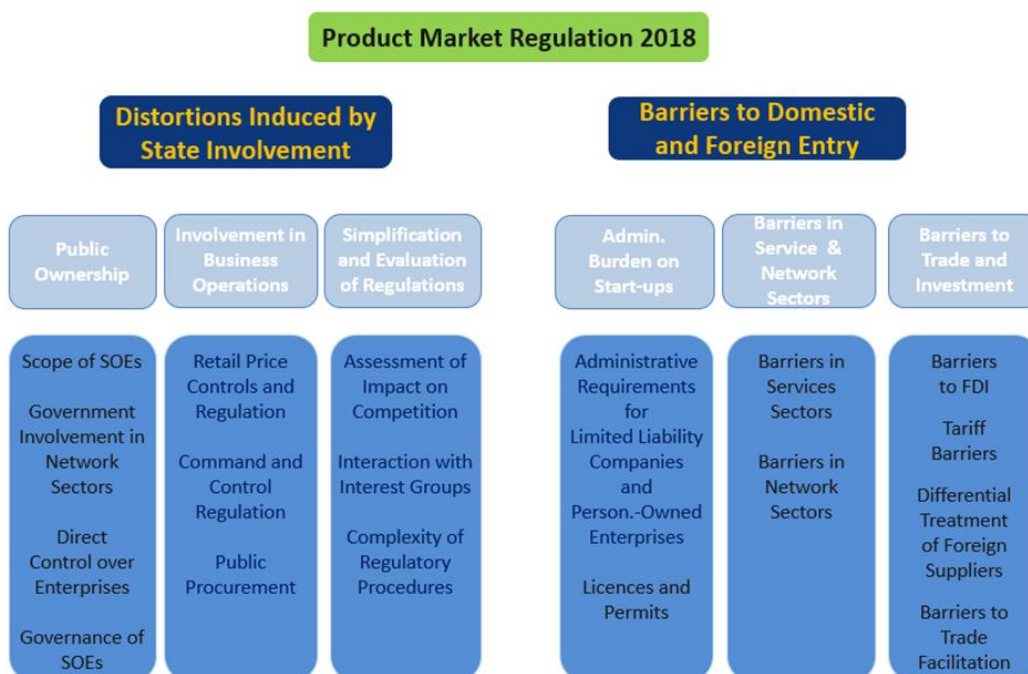 Product Market Regulation 2018
Distortions Induced by
State Involvement
Barriers to Domestic
and Foreign Entry
Public
Ownership
Involvement in
Business
Operations
Simplification
and Evaluation
of Regulations
Admin.
Burden on
Start-ups
Barriers in
Service & Network
Sectors
Barriers to
Trade and
Investment
Scope of SOEs
Government
Involvement in
Network
Sectors
Direct
Control over
Enterprises
Governance of
SOEs
Retail Price
Controls and
Regulation
Command and
Control
Regulation
Public
Procurement
Assessment of
Impact on
Competition
Interaction with
Interest Groups
Complexity of
Regulatory
Procedures
Administrative
Requirements
for
Limited Liability
Companies
and
Person.-Owned
Enterprises
Licences and
Permits
Barriers in
Services
Sectors
Barriers in
Network
Sectors
Barriers
to FDI
Tariff
Barriers
Differential
Treatment
of Foreign
Suppliers
Barriers to
Trade
Facilitation